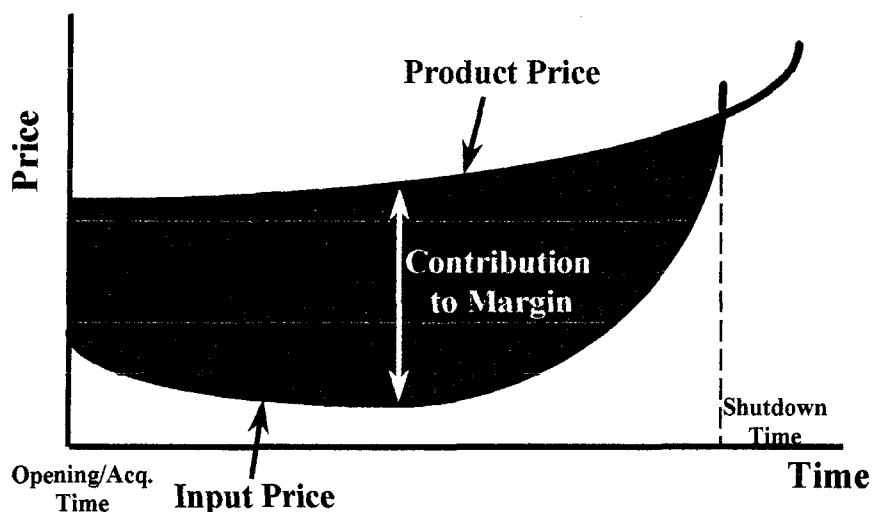 Product Price
Price
Contribution
to Margin
Shutdown
Time
Opening/Acq.
Time
Input Price
Time